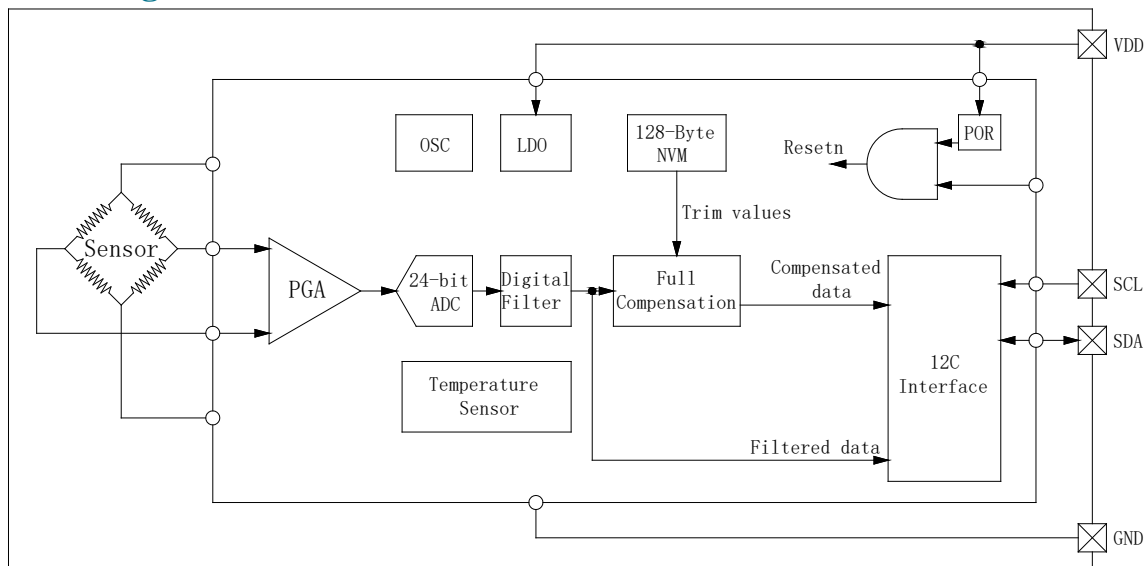 VDD
OSC
LDO
128-Byte
NVM
POR
Resetn
Trim values
Sensor
PGA
24-bit
ADC
Digital
Filter
Full
Compensation
Compensated
data
SCL
SDA
12C
Interface
Temperature
Sensor
Filtered data
GND